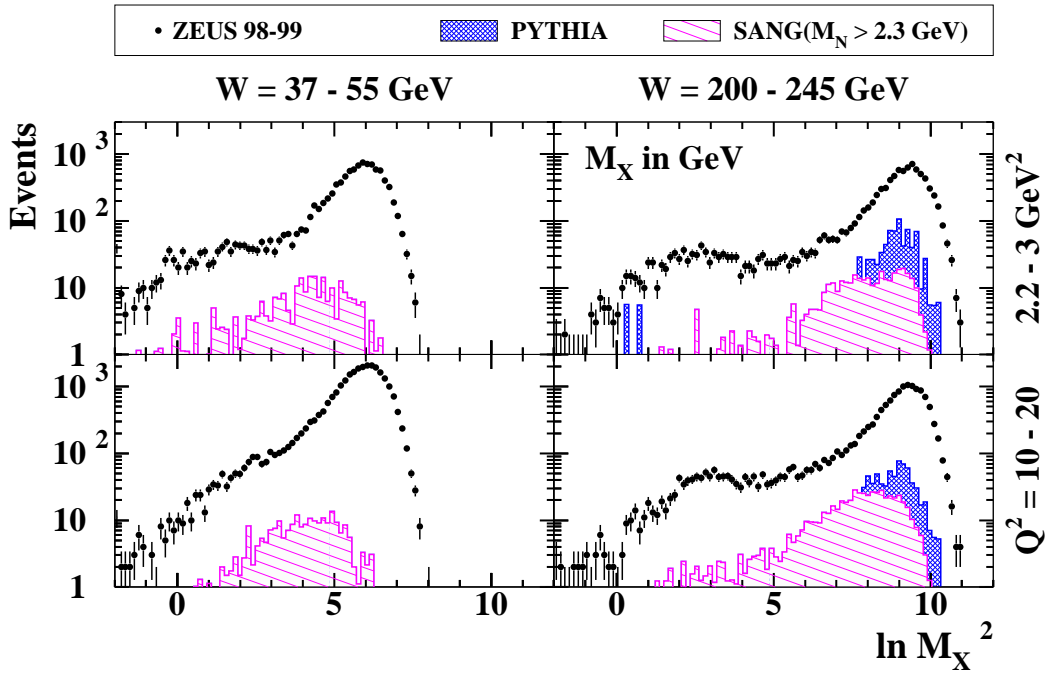 ZEUS 98-99 PYTHIA SANG(M_N > 2.3 GeV)
W = 37 - 55 GeV W = 200 - 245 GeV
Events
M_X in GeV
10^3
10^2
10
1
10^3
10^2
10
1
2.2 - 3 GeV^2
Q^2 = 10 - 20
0 5 10 0 5 10
ln M_X^2